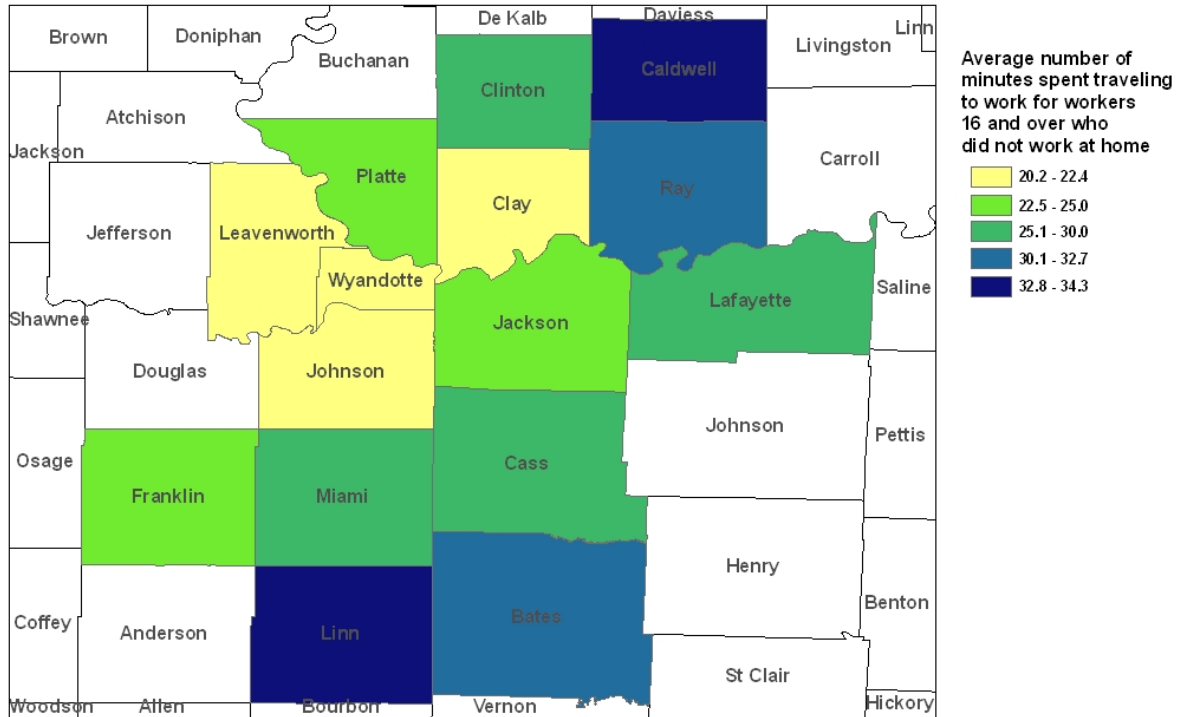 De Kalb
Daviess
Linn
Brown
Doniphan
Livingston
Buchanan
Caldwell
Clinton
Atchison
Jackson
Carroll
Platte
Ray
Clay
Jefferson
Leavenworth
Wyandotte
Saline
Lafayette
Shawnee
Jackson
Douglas
Johnson
Johnson
Pettis
Osage
Cass
Franklin
Miami
Henry
Benton
Coffey
Anderson
Linn
Bates
St Clair
Woodson
Allen
Bourbon
Vernon
Hickory
Average number of
minutes spent traveling
to work for workers
16 and over who
did not work at home
20.2 - 22.4
22.5 - 25.0
25.1 - 30.0
30.1 - 32.7
32.8 - 34.3